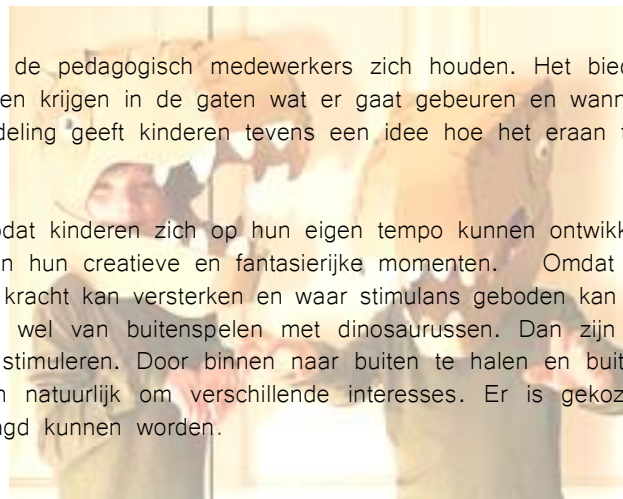 de pedagogisch medewerkers zich houden. Het bied
en krijgen in de gaten wat er gaat gebeuren en wann
deling geeft kinderen tevens een idee hoe het eraan t
odat kinderen zich op hun eigen tempo kunnen ontwikk
n hun creatieve en fantasierijke momenten. Omdat
kracht kan versterken en waar stimulans geboden kan
wel van buitenspelen met dinosaurussen. Dan zijn
stimuleren. Door binnen naar buiten te halen en buit
n natuurlijk om verschillende interesses. Er is gekoz
agd kunnen worden.